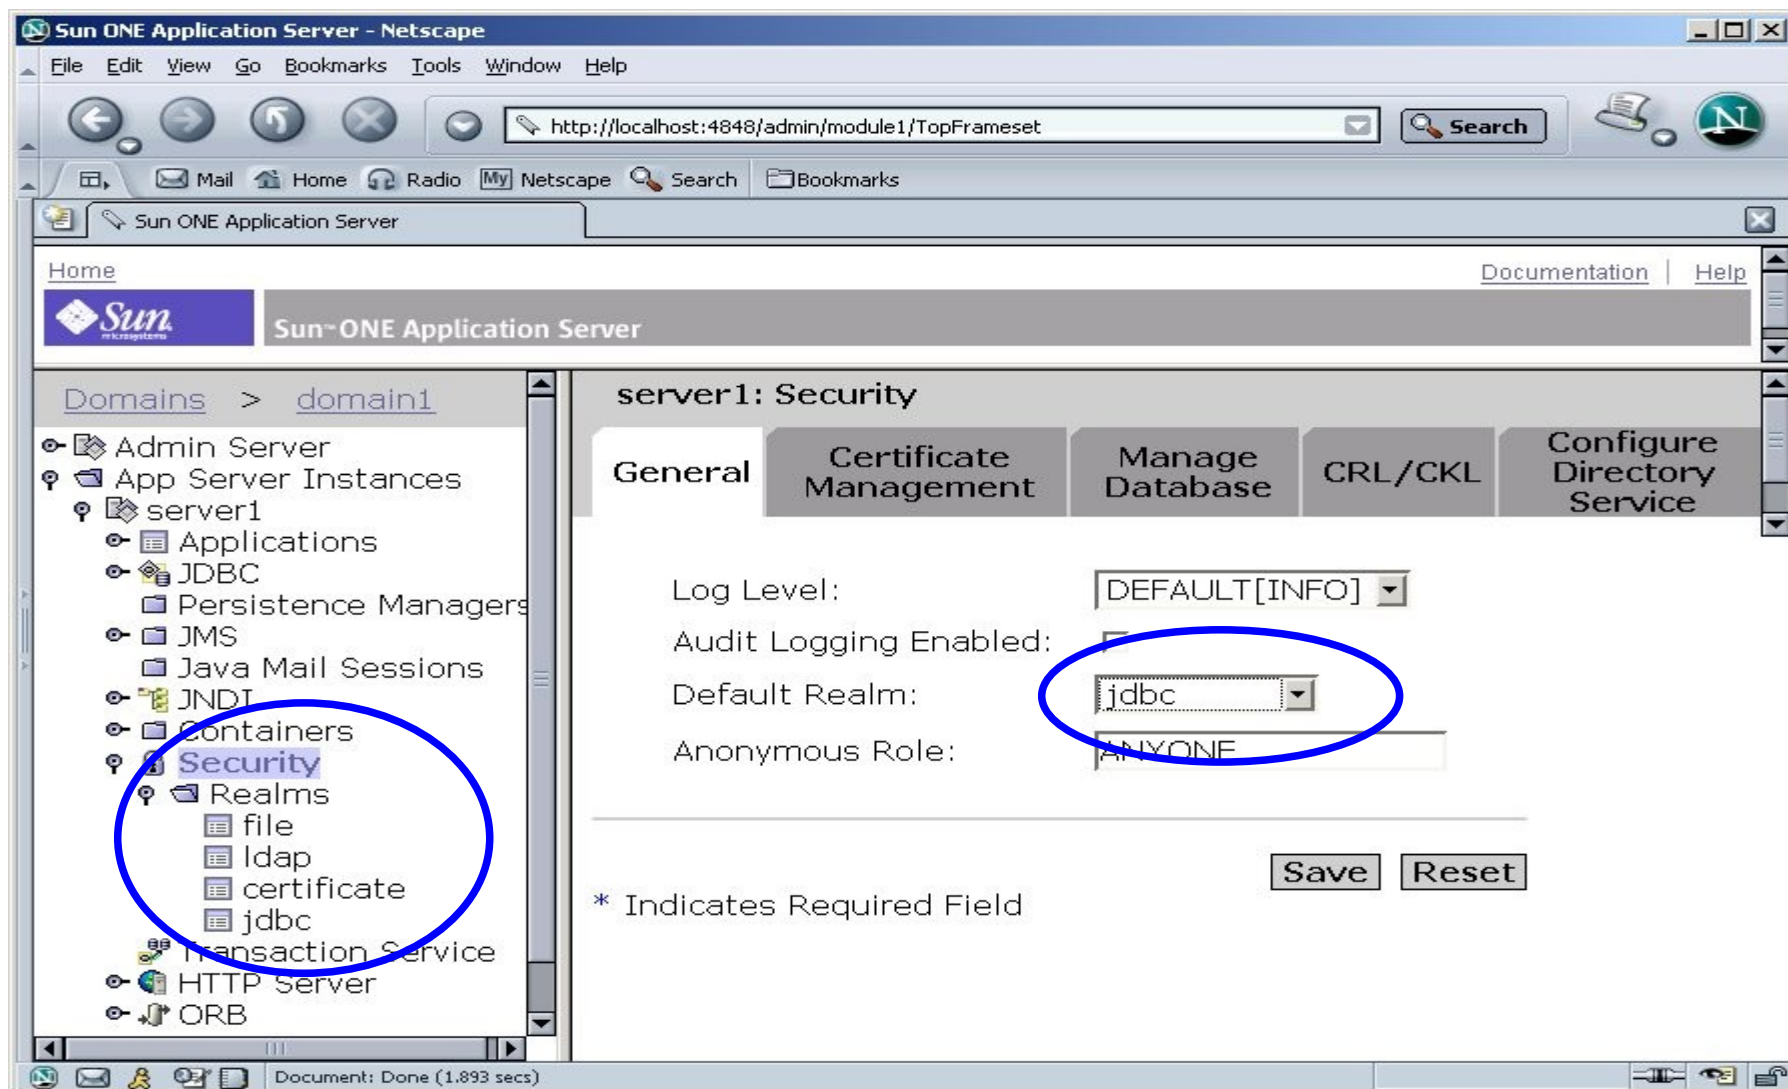 Sun ONE Application Server - Netscape
File Edit View Go Bookmarks Tools Window Help
http://localhost:4848/admin/module1/TopFrameset
Search
N
Mail Home Radio My Netscape Search Bookmarks
Sun ONE Application Server
Home
Documentation | Help
Sun
microsystems
Sun™ ONE Application Server
Domains > domain1
Admin Server
App Server Instances
server1
Applications
JDBC
Persistence Managers
JMS
Java Mail Sessions
JNDI
Containers
Security
Realms
file
ldap
certificate
jdbc
Transaction Service
HTTP Server
ORB
server1: Security
General
Certificate
Management
Manage
Database
CRL/CKL
Configure
Directory
Service
Log Level:
DEFAULT[INFO]
Audit Logging Enabled:
Default Realm:
jdbc
Anonymous Role:
ANYONE
Save Reset
* Indicates Required Field
Document: Done (1.893 secs)